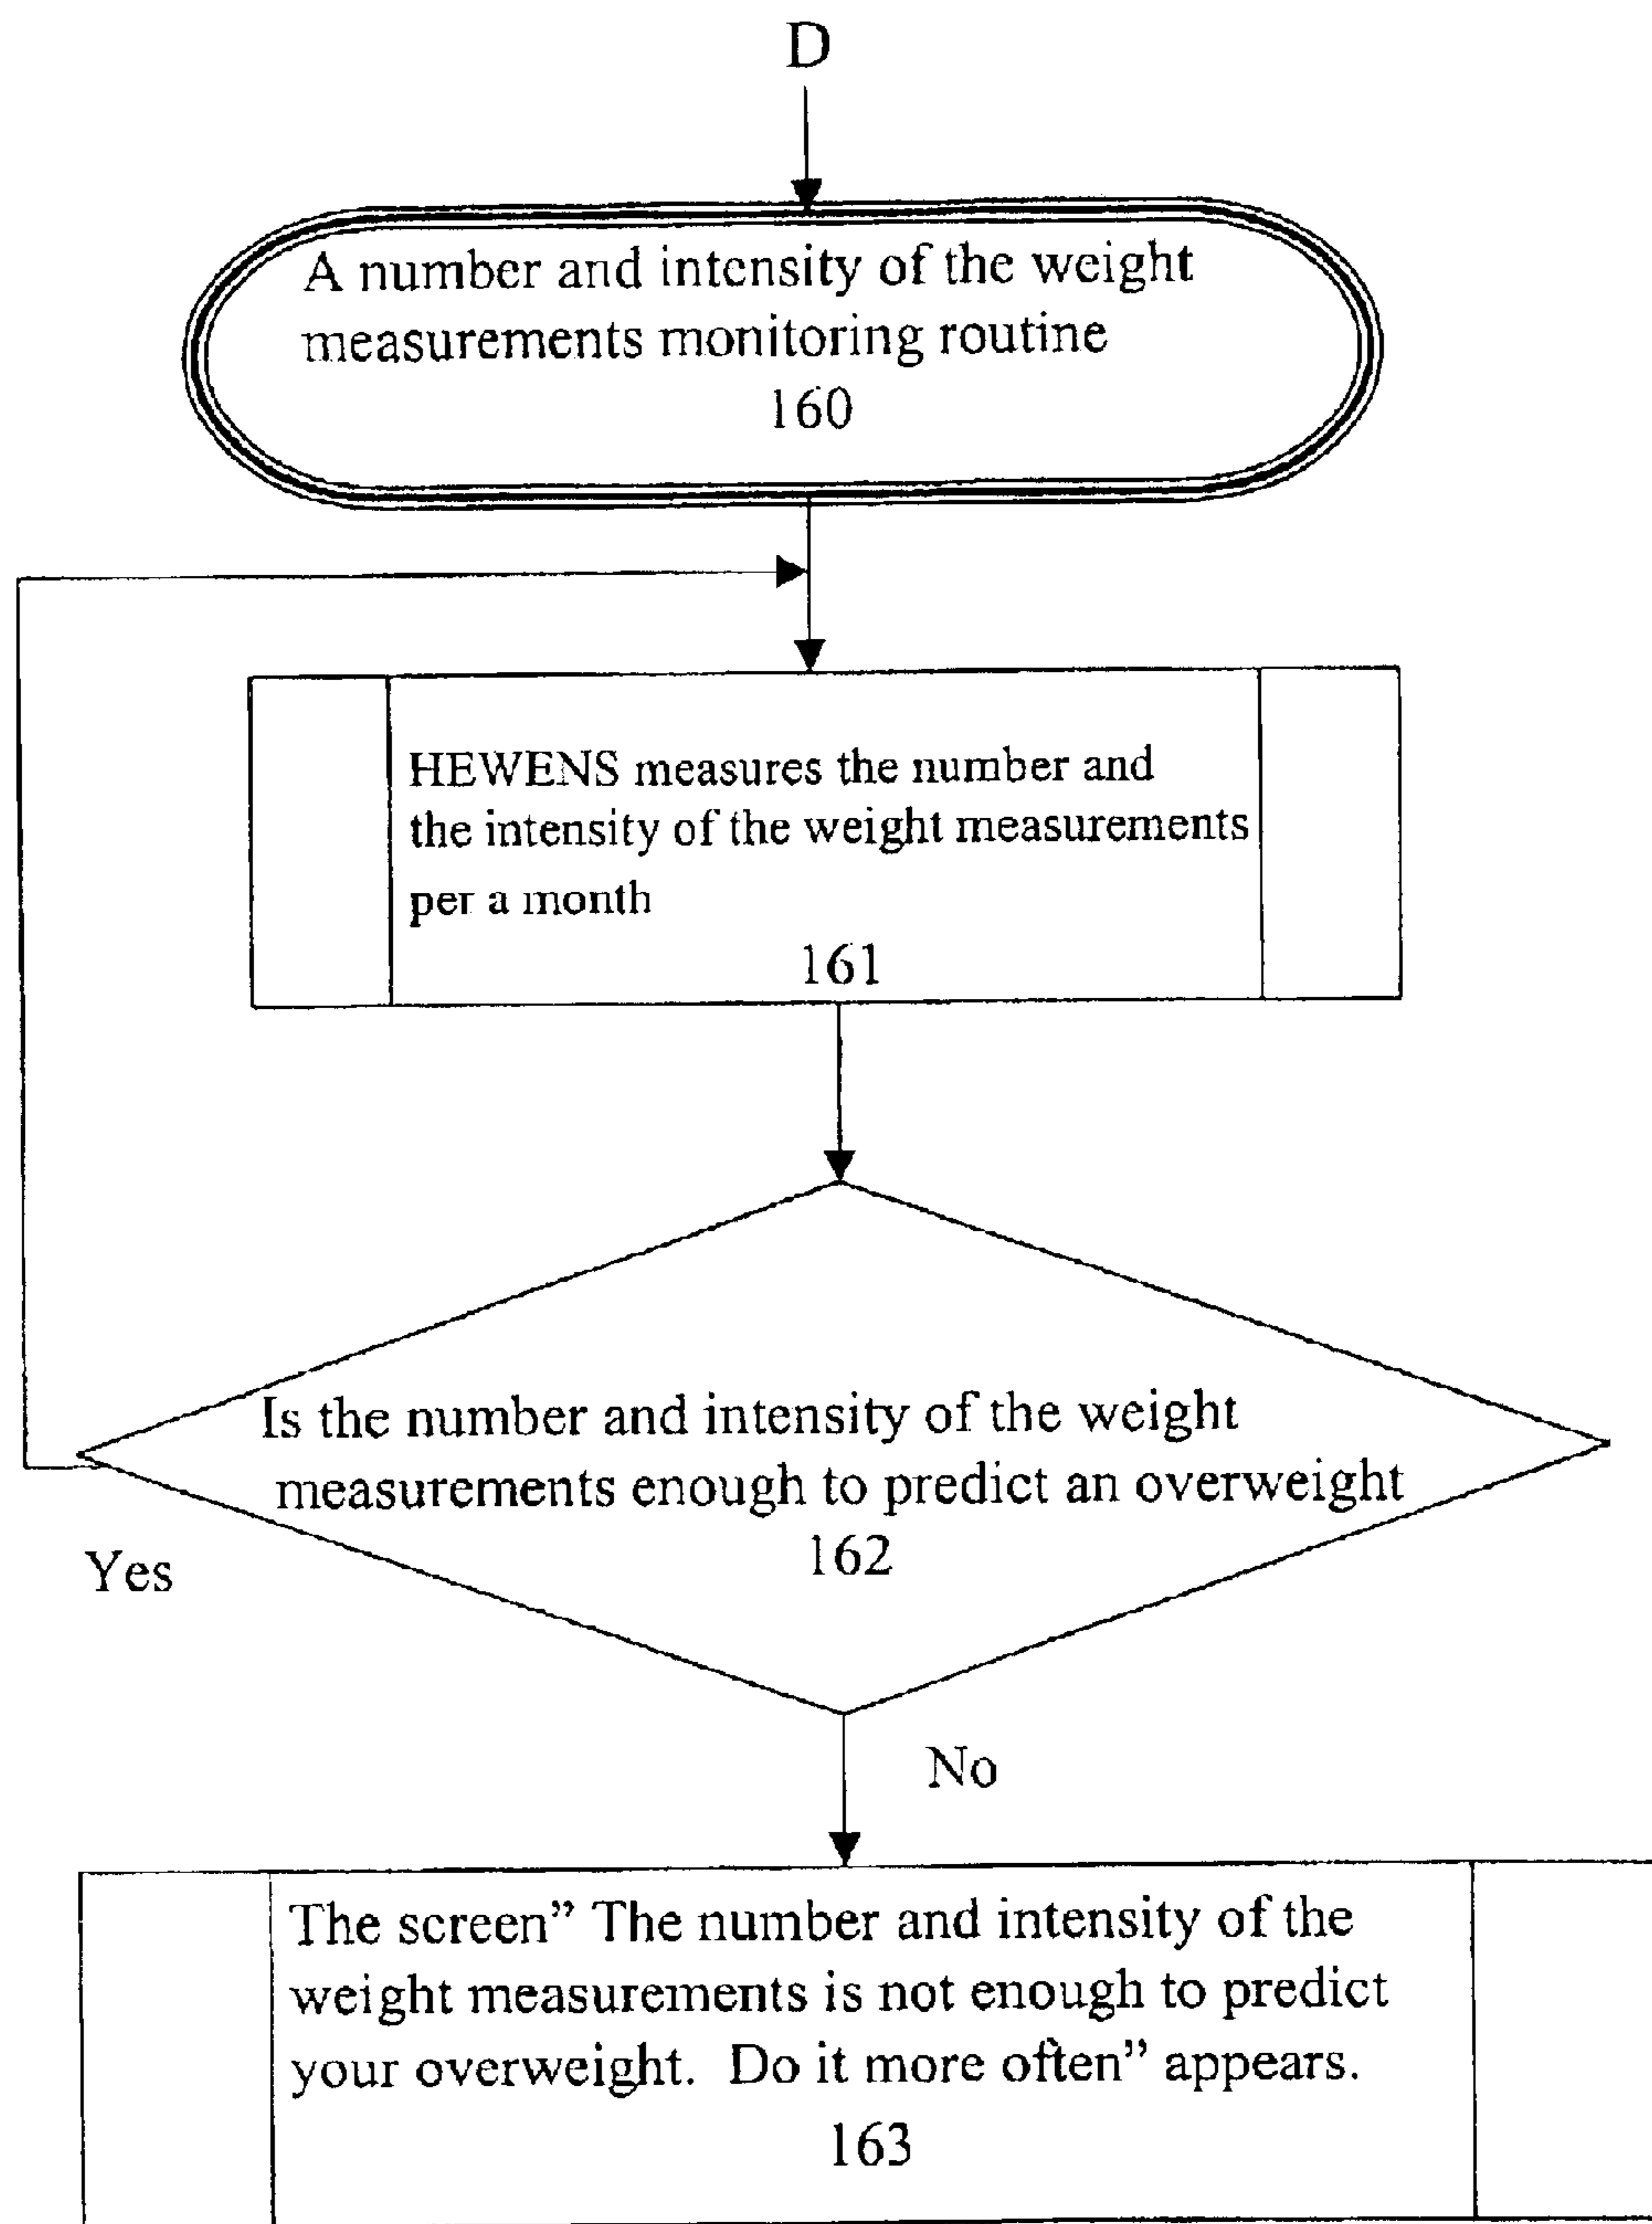 D
A number and intensity of the weight
measurements monitoring routine
160
HEWENS measures the number and
the intensity of the weight measurements
per a month
161
Is the number and intensity of the weight
measurements enough to predict an overweight
162
Yes
No
The screen” The number and intensity of the
weight measurements is not enough to predict
your overweight. Do it more often” appears.
163